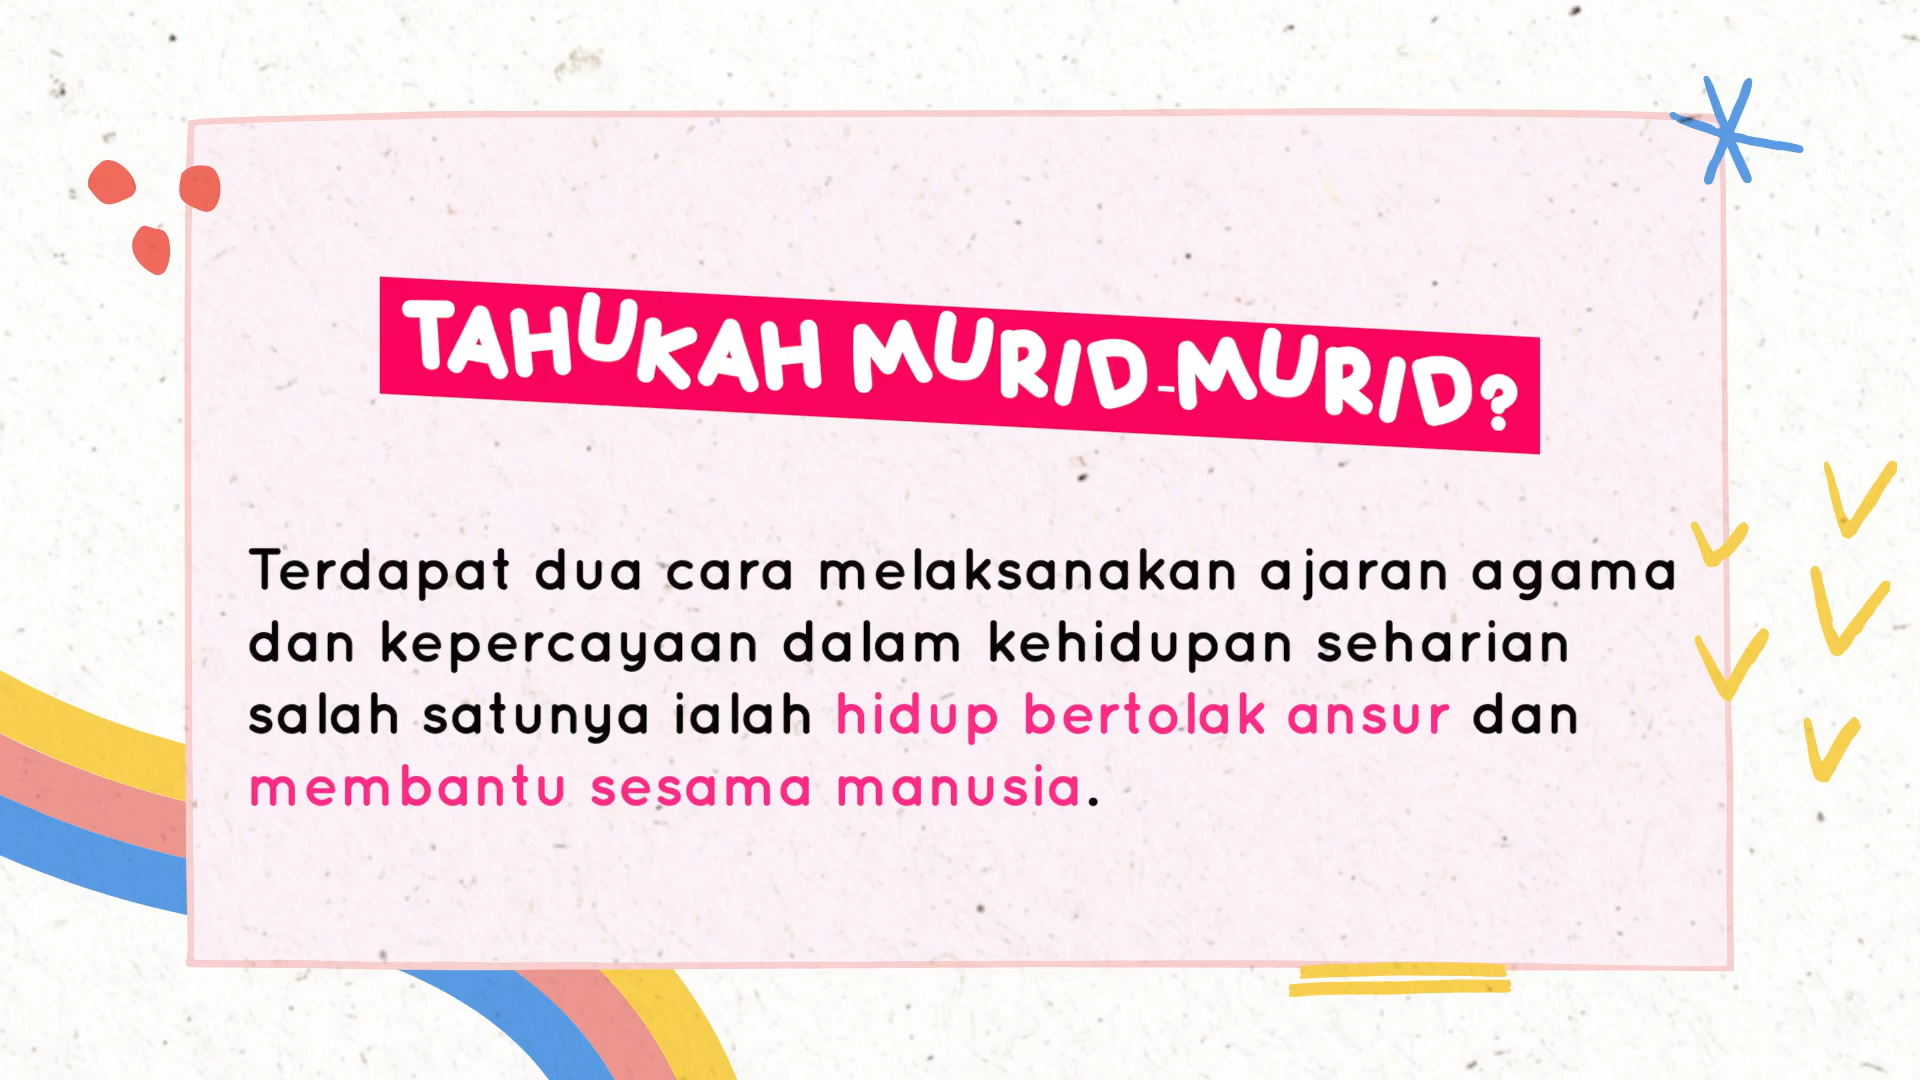 TAHUKAH MURID-MURID?
Terdapat dua cara melaksanakan ajaran agama
dan kepercayaan dalam kehidupan seharian
salah satunya ialah hidup bertolak ansur dan
membantu sesama manusia.